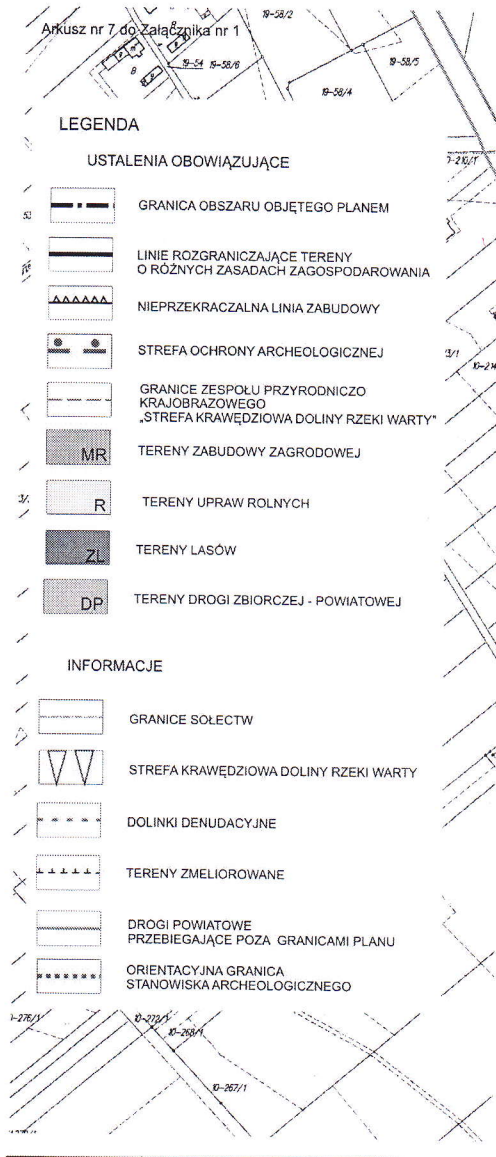 Arkusz nr 7 do Załącznika nr 1
19-58/2
8
19-54
19-58/6
19-58/5
8
19-58/4
LEGENDA
USTALENIA OBOWIĄZUJĄCE
GRANICA OBSZARU OBJĘTEGO PLANEM
53
LINIE ROZGRANICZAJĄCE TERENY
O RÓŻNYCH ZASADACH ZAGOSPODAROWANIA
NIEPRZEKRACZALNA LINIA ZABUDOWY
STREFA OCHRONY ARCHEOLOGICZNEJ
10-214
GRANICE ZESPOŁU PRZYRODNICZO
KRAJOBRAZOWEGO
„STREFA KRAWĘDZIOWA DOLINY RZEKI WARTY"
MR
TERENY ZABUDOWY ZAGRODOWEJ
R
TERENY UPRAW ROLNYCH
ZL
TERENY LASÓW
DP
TERENY DROGI ZBIORCZEJ - POWIATOWEJ
INFORMACJE
GRANICE SOŁECTW
STREFA KRAWĘDZIOWA DOLINY RZEKI WARTY
DOLINKI DENUDACYJNE
TERENY ZMELIOROWANE
DROGI POWIATOWE
PRZEBIEGAJĄCE POZA GRANICAMI PLANU
ORIENTACYJNA GRANICA
STANOWISKA ARCHEOLOGICZNEGO
10-272/1
10-268/1
10-267/1